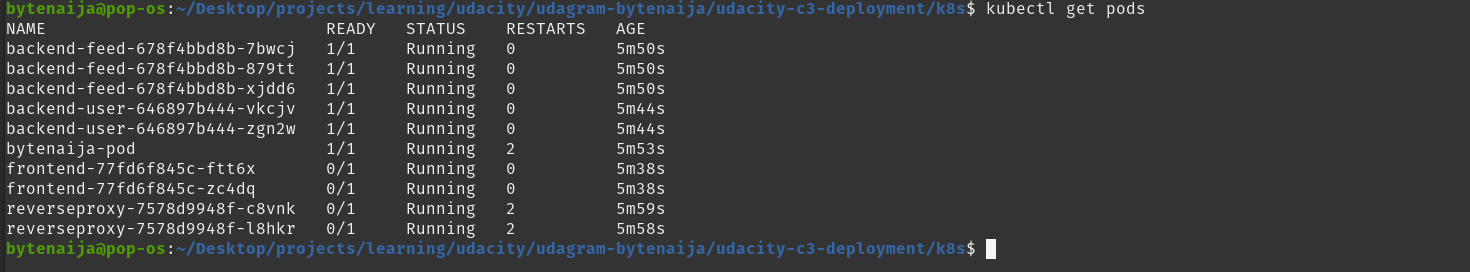 bytenaija@pop-os:~/Desktop/projects/learning/udacity/udagram-bytenaija/udacity-c3-deployment/k8s$ kubectl get pods
NAME                            READY   STATUS    RESTARTS   AGE
backend-feed-678f4bbd8b-7bwcj   1/1     Running   0          5m50s
backend-feed-678f4bbd8b-879tt   1/1     Running   0          5m50s
backend-feed-678f4bbd8b-xjdd6   1/1     Running   0          5m50s
backend-user-646897b444-vkcjv   1/1     Running   0          5m44s
backend-user-646897b444-zgn2w   1/1     Running   0          5m44s
bytenaija-pod                   1/1     Running   2          5m53s
frontend-77fd6f845c-ftt6x       0/1     Running   0          5m38s
frontend-77fd6f845c-zc4dq       0/1     Running   0          5m38s
reverseproxy-7578d9948f-c8vnk   0/1     Running   2          5m59s
reverseproxy-7578d9948f-l8hkr   0/1     Running   2          5m58s
bytenaija@pop-os:~/Desktop/projects/learning/udacity/udagram-bytenaija/udacity-c3-deployment/k8s$